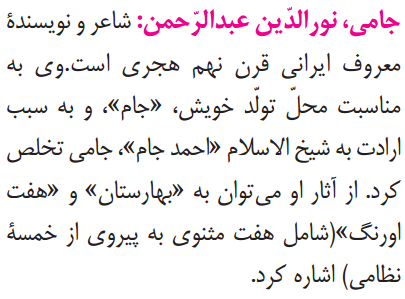 جامی، نورالدّین عبدالرّحمن: شاعر و نویسندهٔ
معروف ایرانی قرن نهم هجری است.وی به
مناسبت محلّ تولّد خویش، «جام»، و به سبب
ارادت به شیخ الاسلام «احمد جام»، جامی تخلص
کرد. از آثار او می‌توان به «بهارستان» و «هفت
اورنگ»(شامل هفت مثنوی به پیروی از خمسهٔ
نظامی) اشاره کرد.